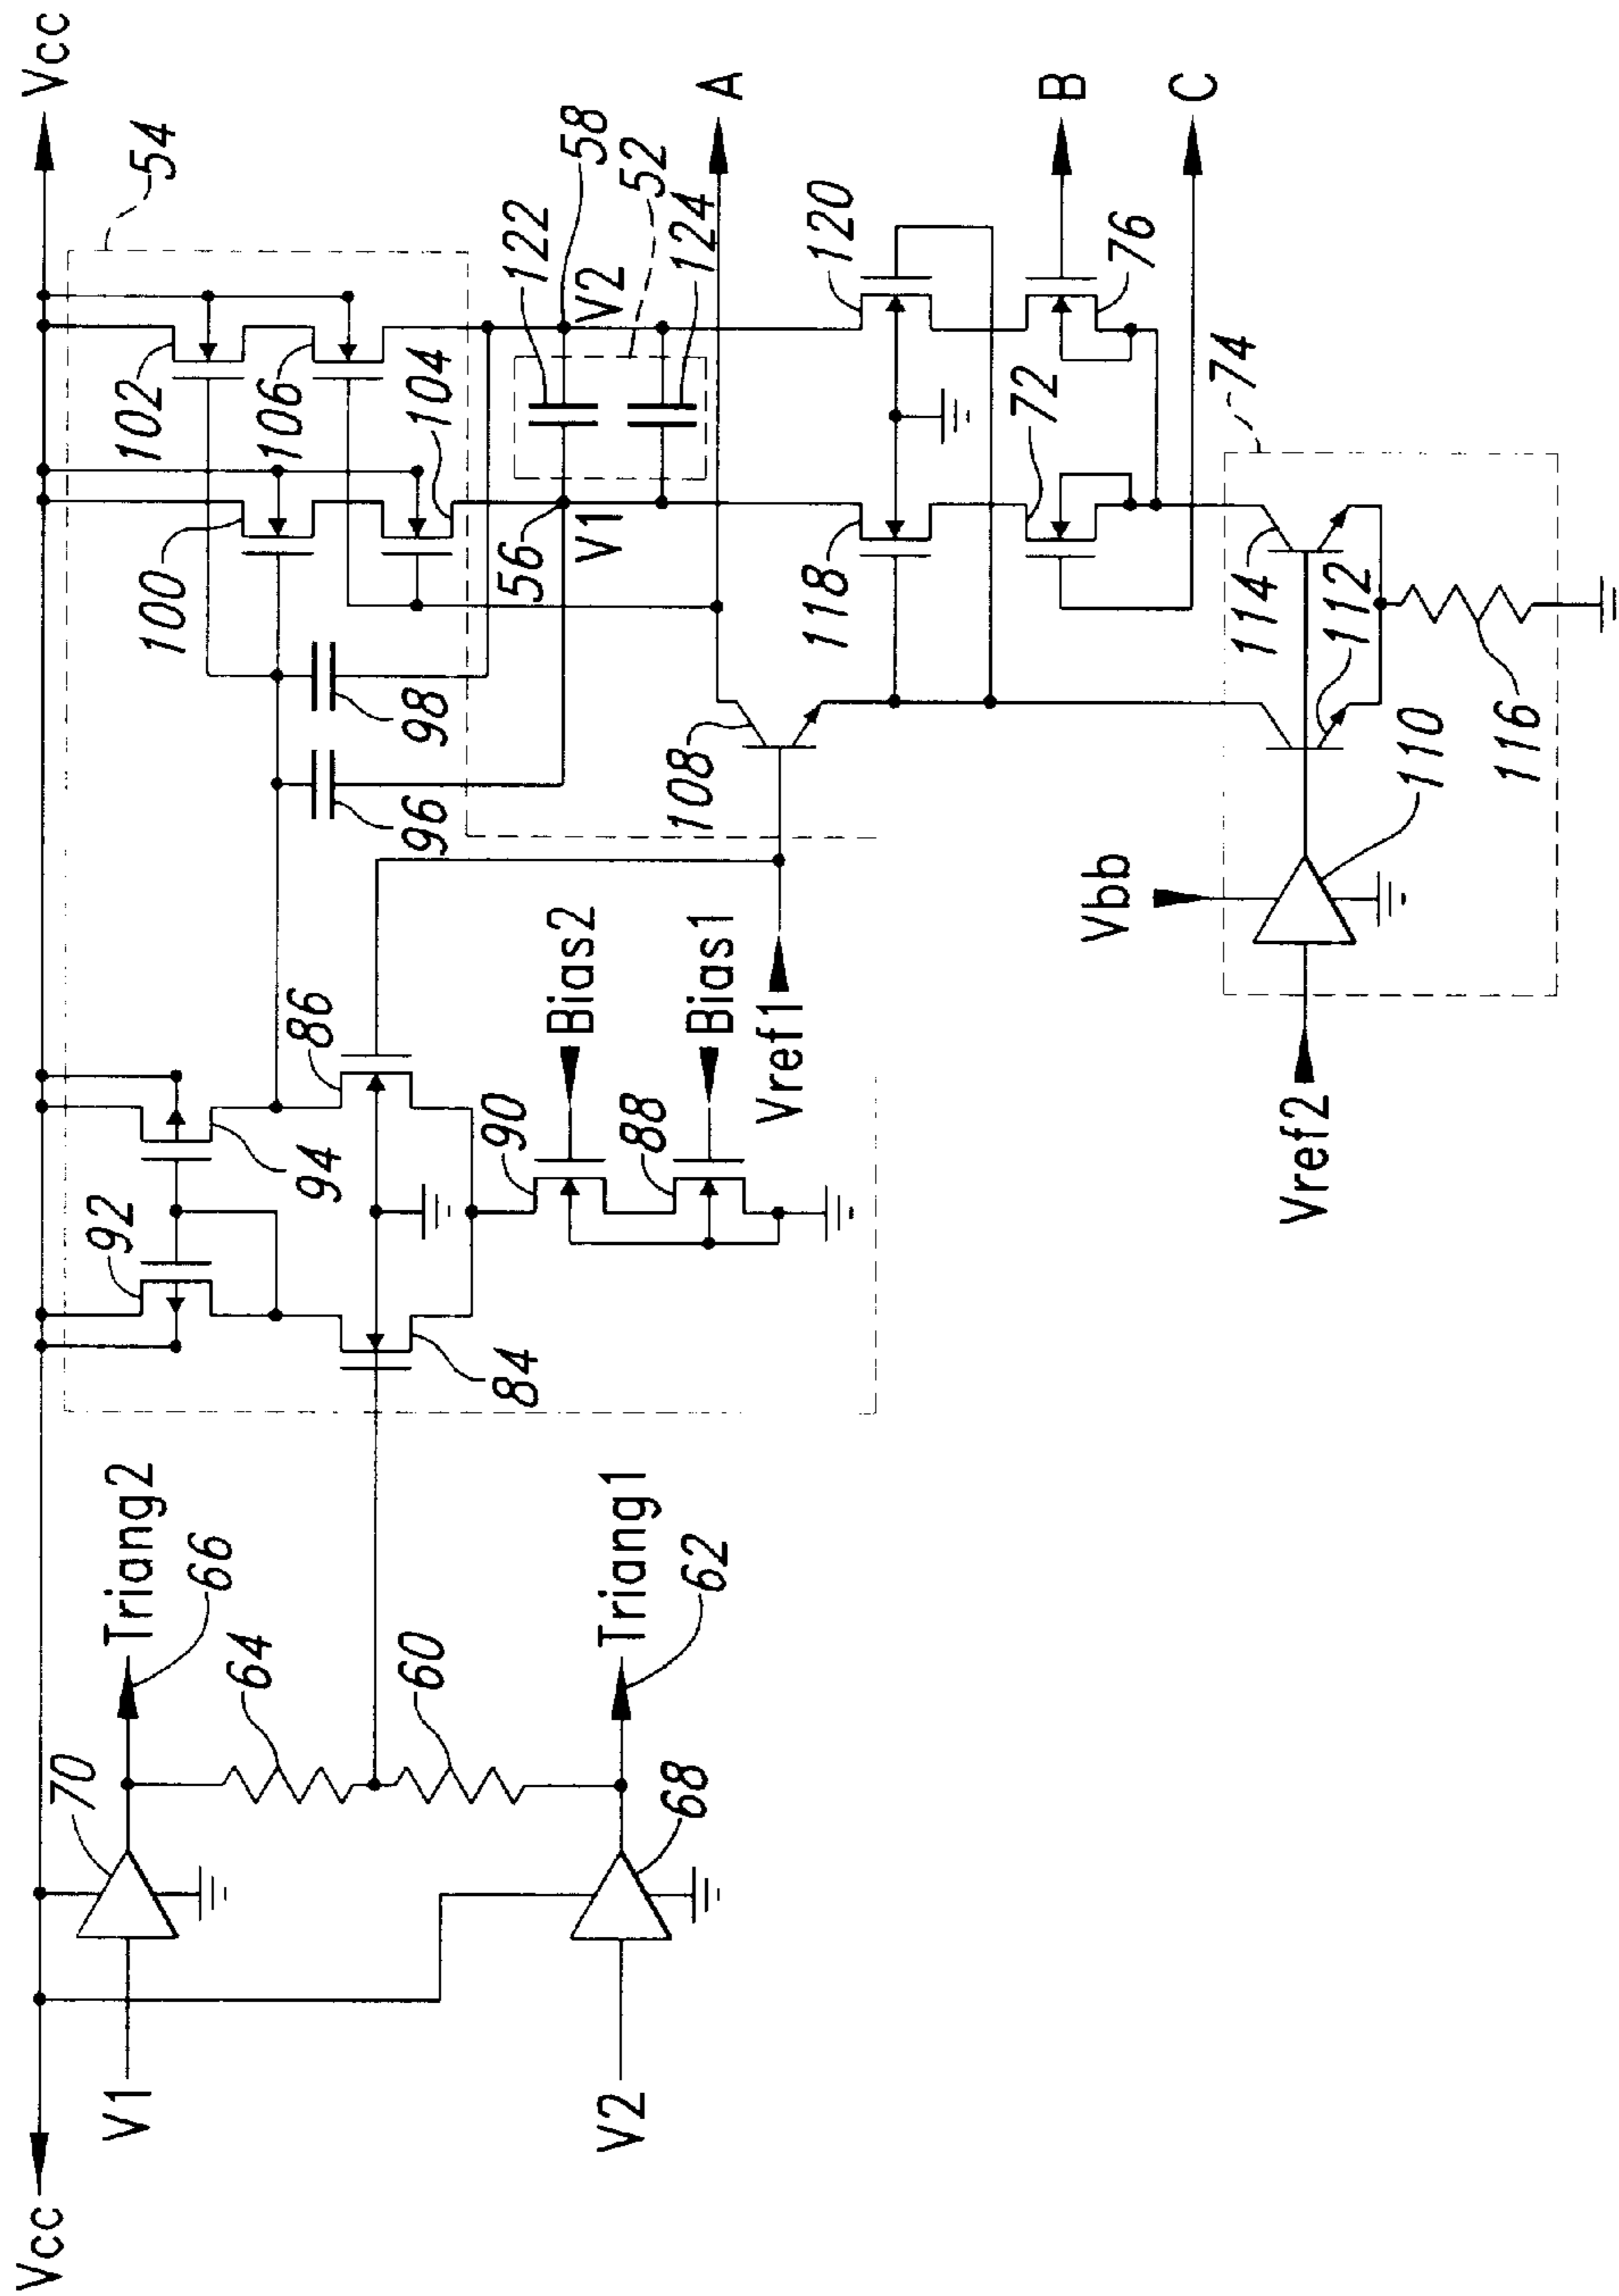 Vcc
Vcc
54
92
94
100
102
106
104
98
96
122
58
V2
52
124
56
V1
A
V1
70
Triang2
66
64
60
84
86
90
Bias2
88
Bias1
Vref1
108
118
120
B
C
72
76
74
V2
68
Triang1
62
Vbb
Vref2
110
112
114
116